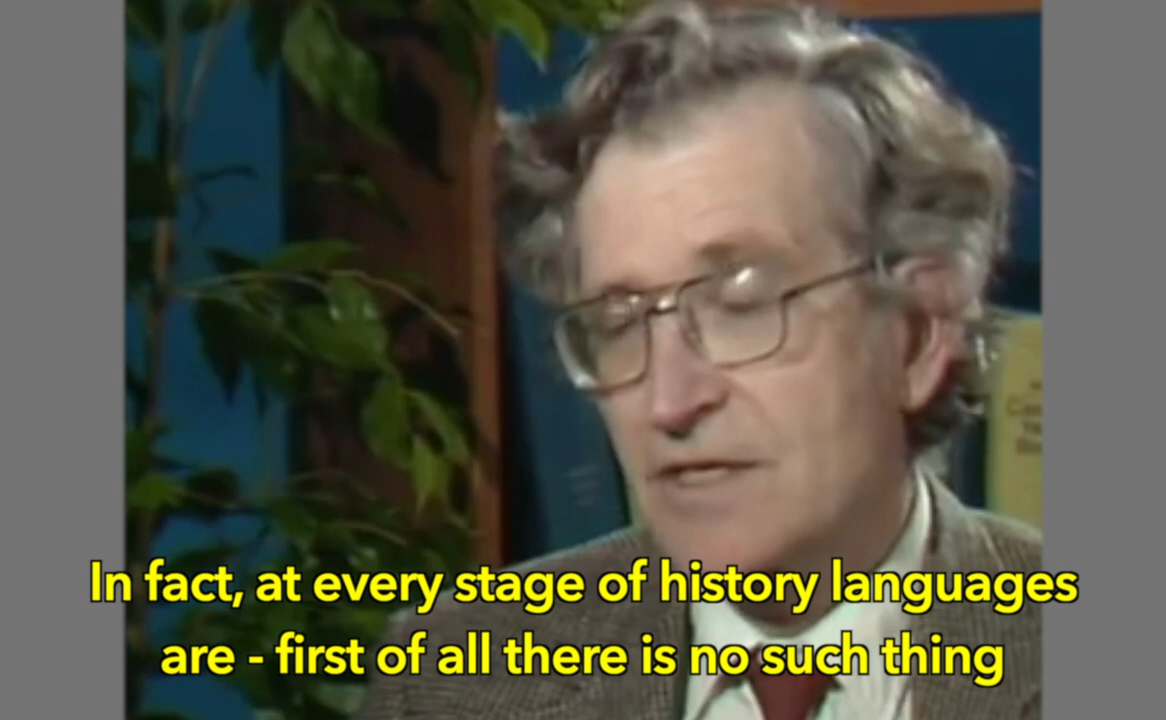 In fact, at every stage of history languages
are - first of all there is no such thing